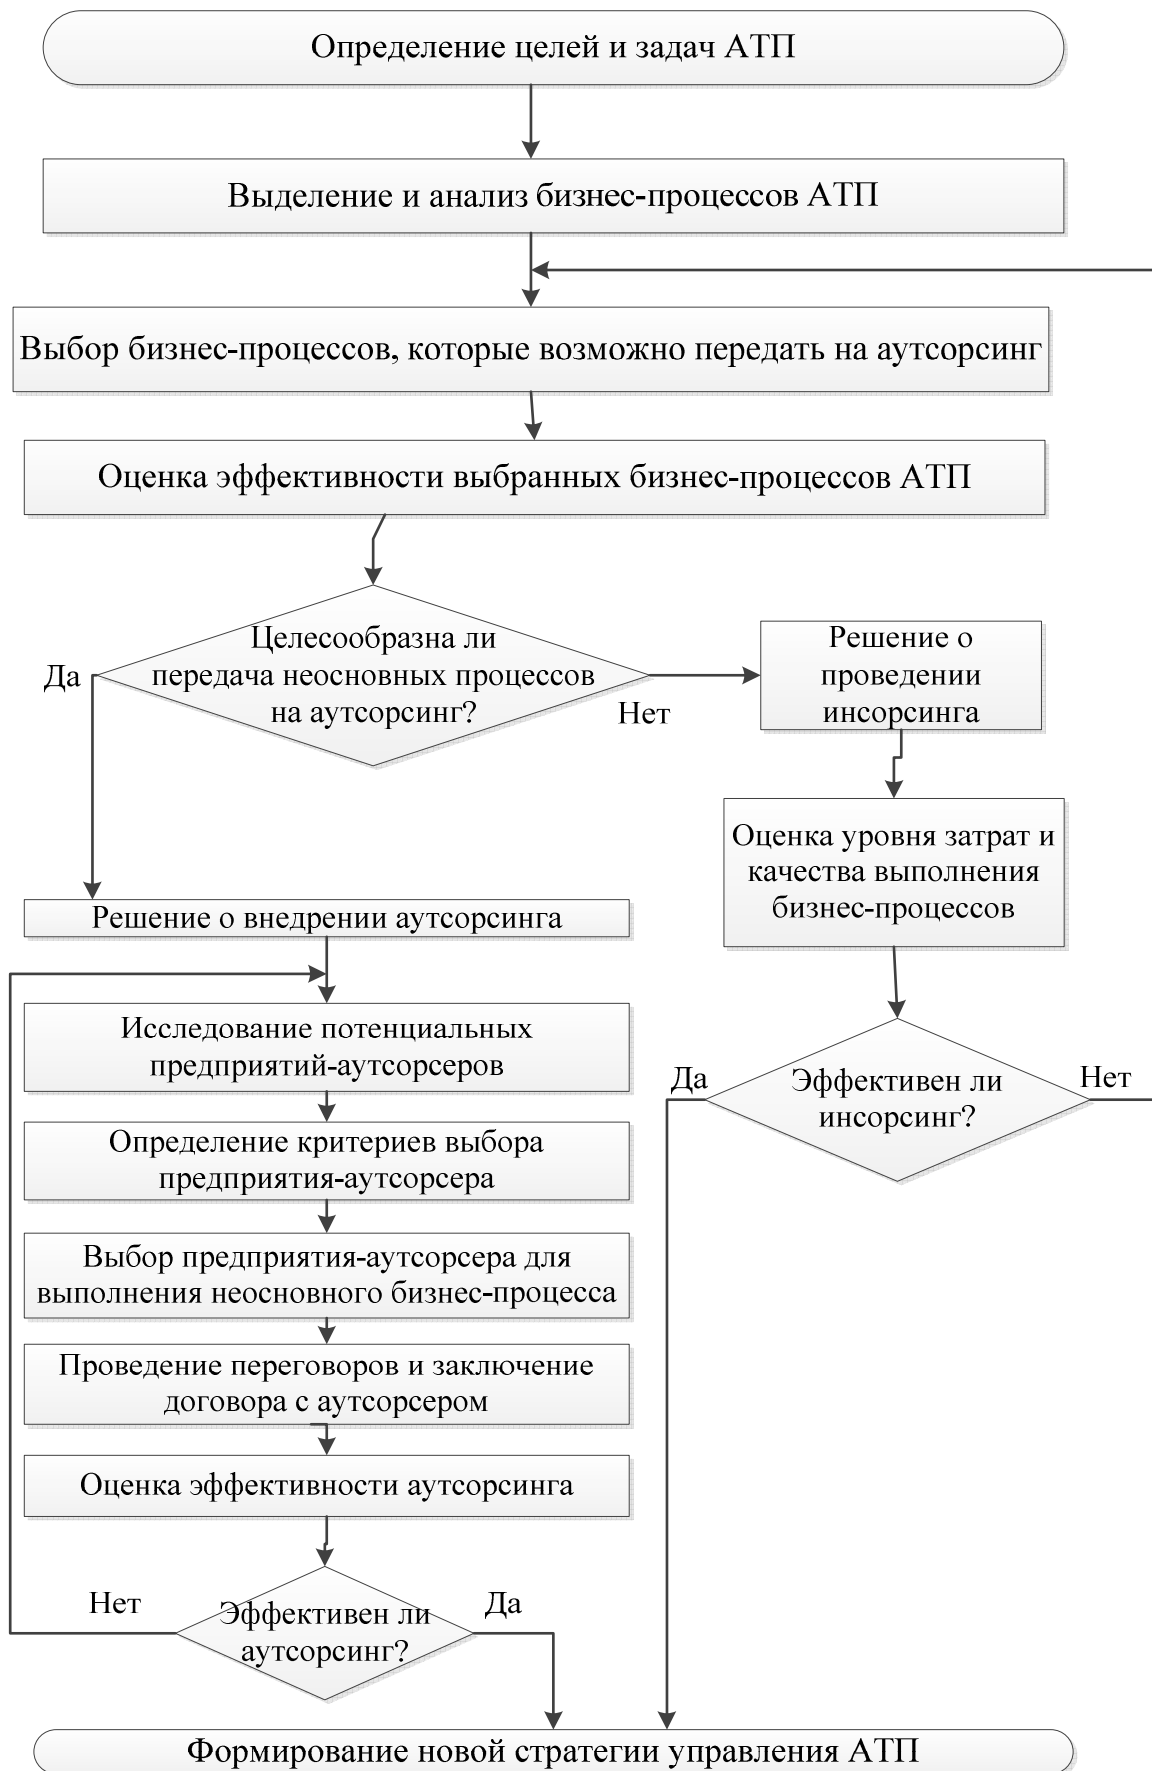 Определение целей и задач АТП
Выделение и анализ бизнес-процессов АТП
Выбор бизнес-процессов, которые возможно передать на аутсорсинг
Оценка эффективности выбранных бизнес-процессов АТП
Целесообразна ли
передача неосновных процессов
на аутсорсинг?
Да
Нет
Решение о
проведении
инсорсинга
Оценка уровня затрат и
качества выполнения
бизнес-процессов
Эффективен ли
инсорсинг?
Да
Нет
Решение о внедрении аутсорсинга
Исследование потенциальных
предприятий-аутсорсеров
Определение критериев выбора
предприятия-аутсорсера
Выбор предприятия-аутсорсера для
выполнения неосновного бизнес-процесса
Проведение переговоров и заключение
договора с аутсорсером
Оценка эффективности аутсорсинга
Эффективен ли
аутсорсинг?
Нет
Да
Формирование новой стратегии управления АТП